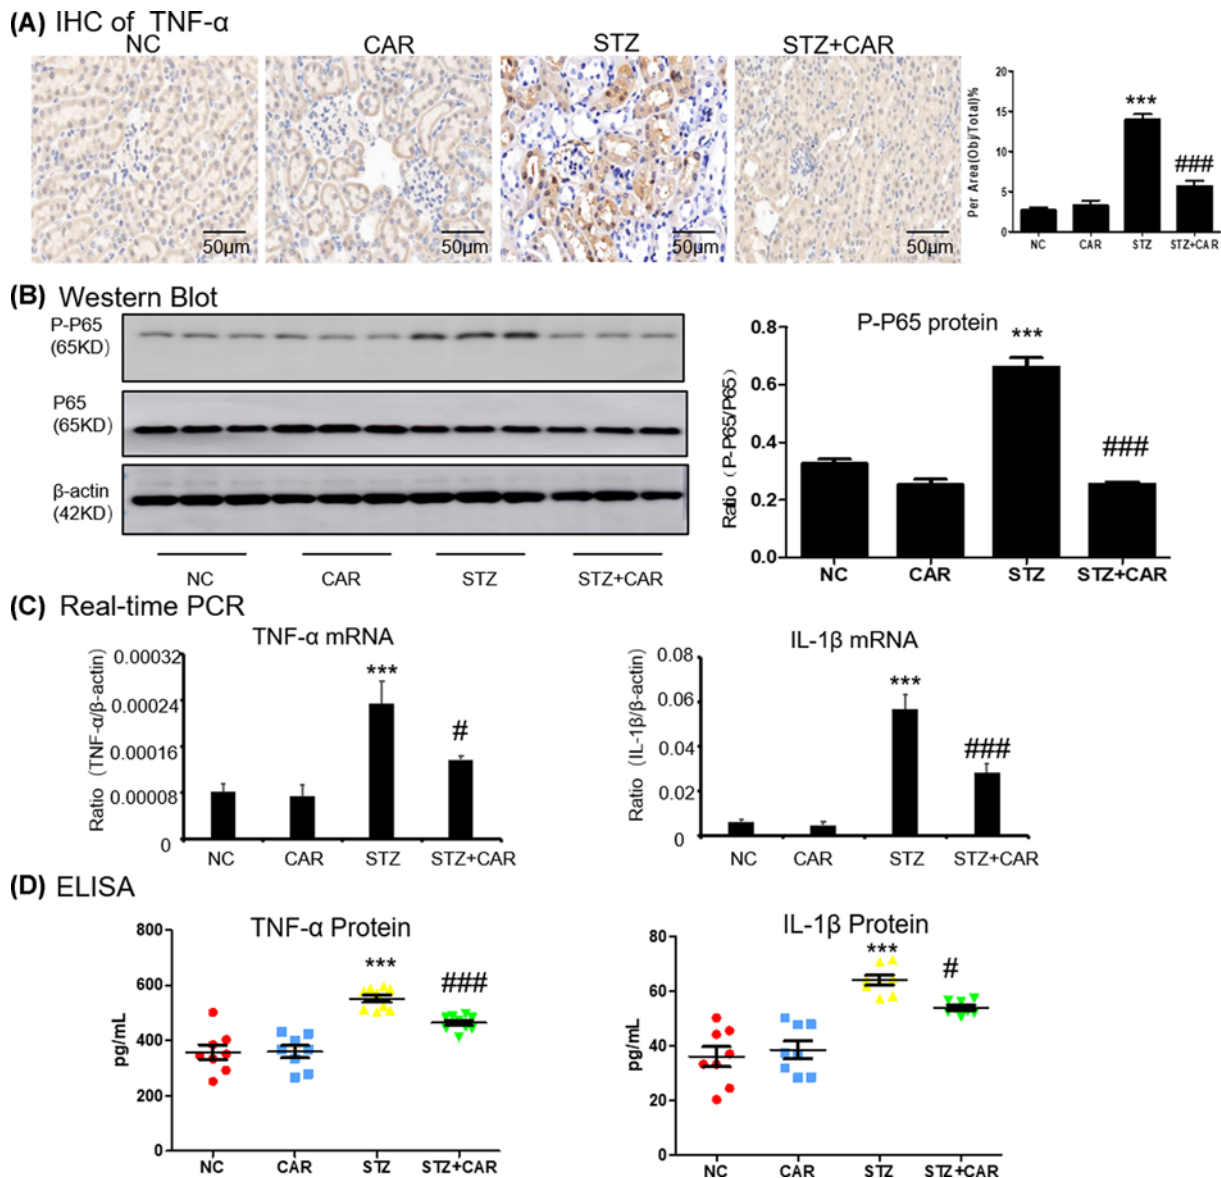 (A) IHC of TNF-α
NC CAR STZ STZ+CAR
50μm 50μm 50μm 50μm
Per Area(Obj/Total)%
20
15
10
5
0
***
###
NC CAR STZ STZ+CAR
(B) Western Blot
P-P65
(65KD)
P65
(65KD)
β-actin
(42KD)
NC CAR STZ STZ+CAR
P-P65 protein
Ratio (P-P65/P65)
0.8
0.6
0.4
0.2
0.0
***
###
NC CAR STZ STZ+CAR
(C) Real-time PCR
TNF-α mRNA
Ratio (TNF-α/β-actin)
0.00032
0.00024
0.00016
0.00008
0
***
#
NC CAR STZ STZ+CAR
IL-1β mRNA
Ratio (IL-1β/β-actin)
0.08
0.06
0.04
0.02
0
***
###
NC CAR STZ STZ+CAR
(D) ELISA
TNF-α Protein
pg/mL
800
600
400
200
0
***
###
NC CAR STZ STZ+CAR
IL-1β Protein
pg/mL
80
60
40
20
0
***
#
NC CAR STZ STZ+CAR